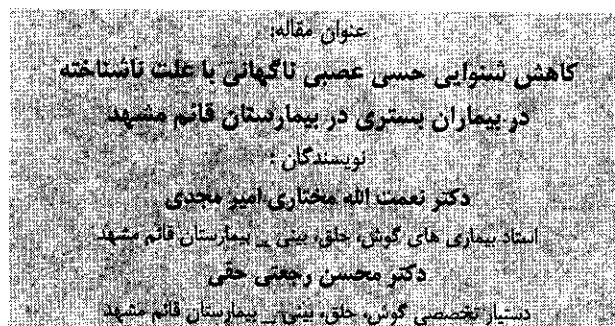 عنوان مقاله:
کاهش شنوایی حسی عصبی ناگهانی با علت ناشناخته
در بیماران بستری در بیمارستان قائم مشهد
نویسندگان :
دکتر نعمت الله مختاری امیر مجدی
استاد بیماری های گوش، حلق، بینی _ بیمارستان قائم مشهد
دکتر محسن رجعتی حقی
دستیار تخصصی گوش، حلق، بینی _ بیمارستان قائم مشهد